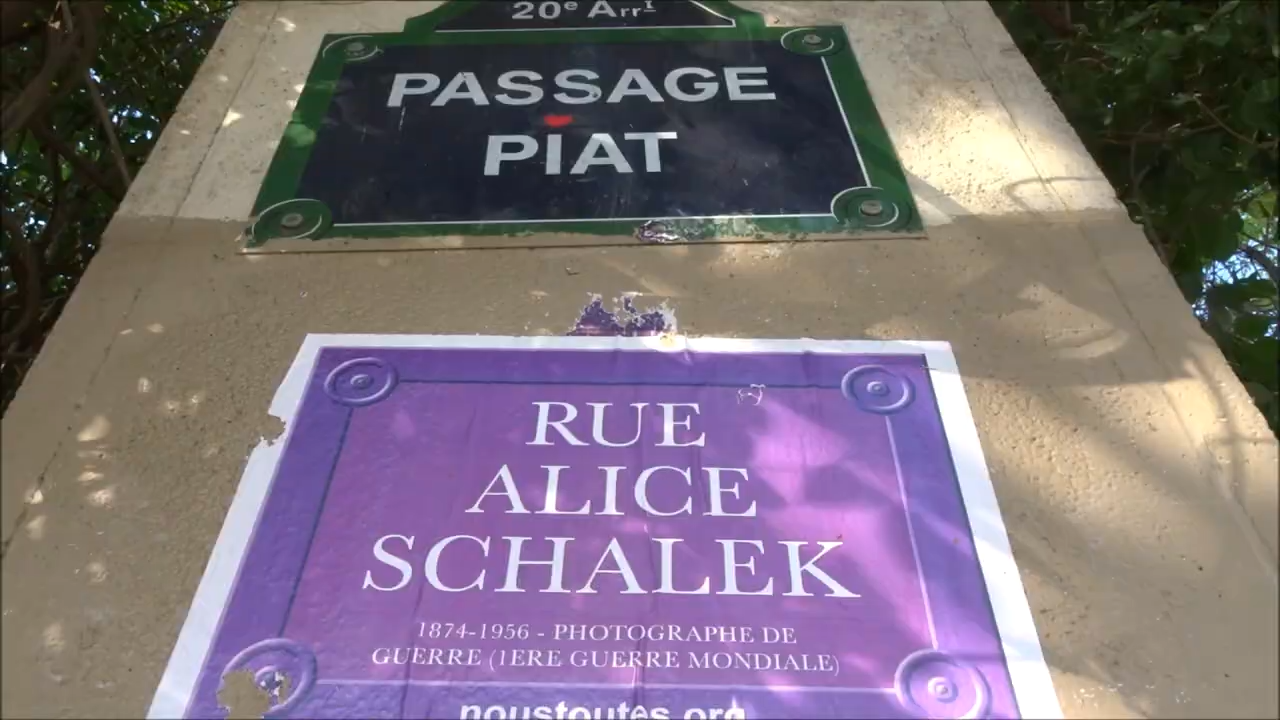 20e Arrt
PASSAGE
PIAT
RUE
ALICE
SCHALEK
1874-1956 - PHOTOGRAPHE DE
GUERRE (1ERE GUERRE MONDIALE)
noustoutes.org